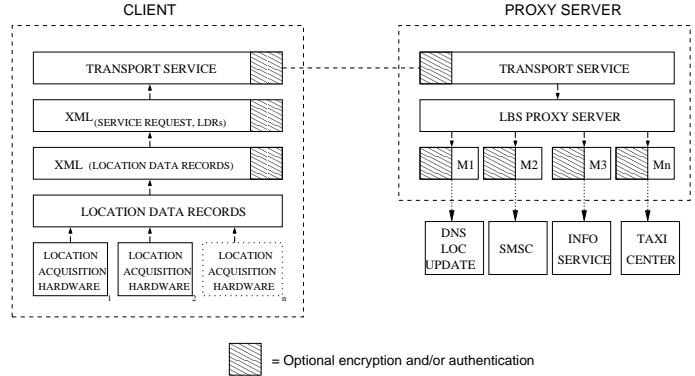 CLIENT
PROXY SERVER
TRANSPORT SERVICE
TRANSPORT SERVICE
XML (SERVICE REQUEST, LDRs)
LBS PROXY SERVER
XML (LOCATION DATA RECORDS)
M1 M2 M3 Mn
LOCATION DATA RECORDS
LOCATION
ACQUISITION
HARDWARE 1
LOCATION
ACQUISITION
HARDWARE 2
LOCATION
ACQUISITION
HARDWARE n
DNS
LOC
UPDATE
SMSC
INFO
SERVICE
TAXI
CENTER
= Optional encryption and/or authentication